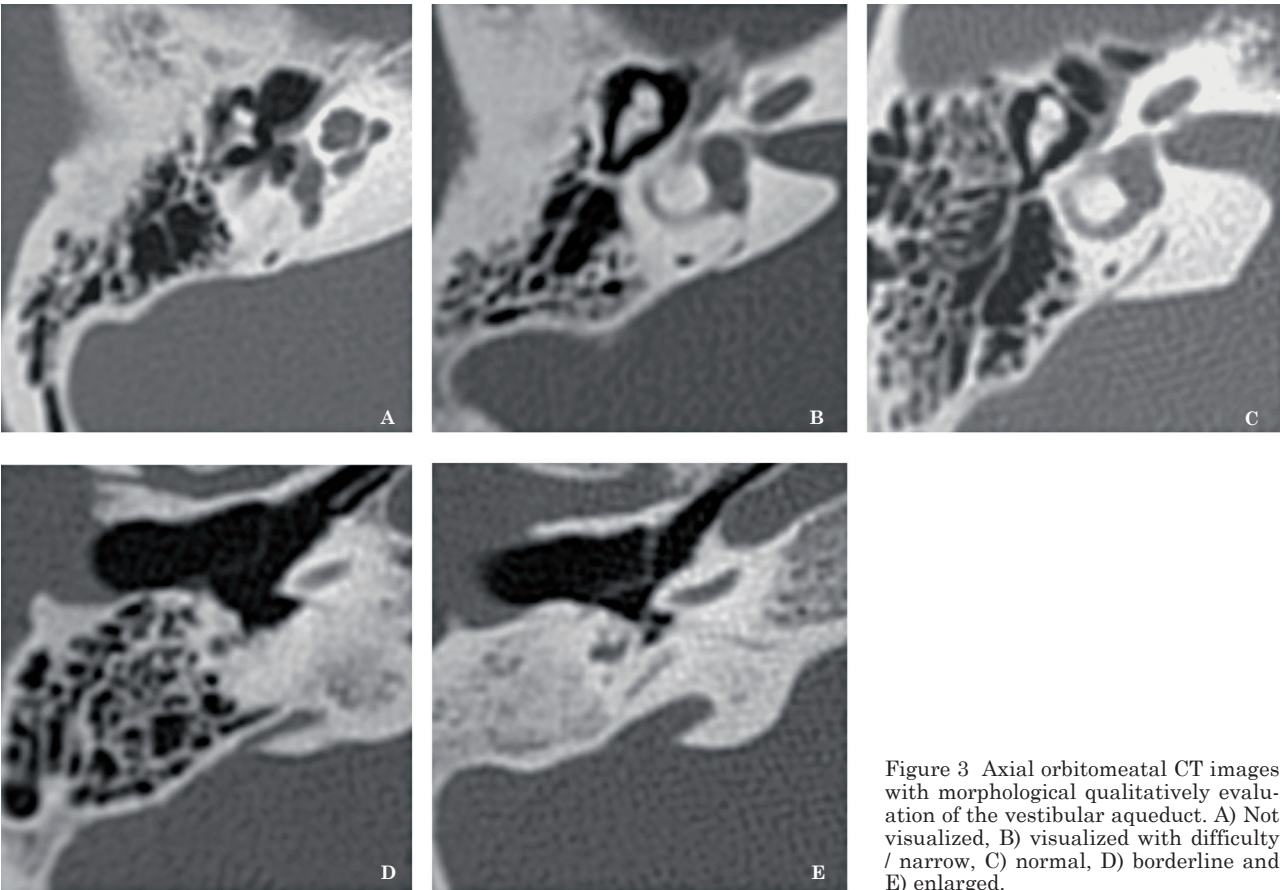 A
B
C
D
E
Figure 3 Axial orbitomeatal CT images
with morphological qualitatively evalu-
ation of the vestibular aqueduct. A) Not
visualized, B) visualized with difficulty
/ narrow, C) normal, D) borderline and
E) enlarged.